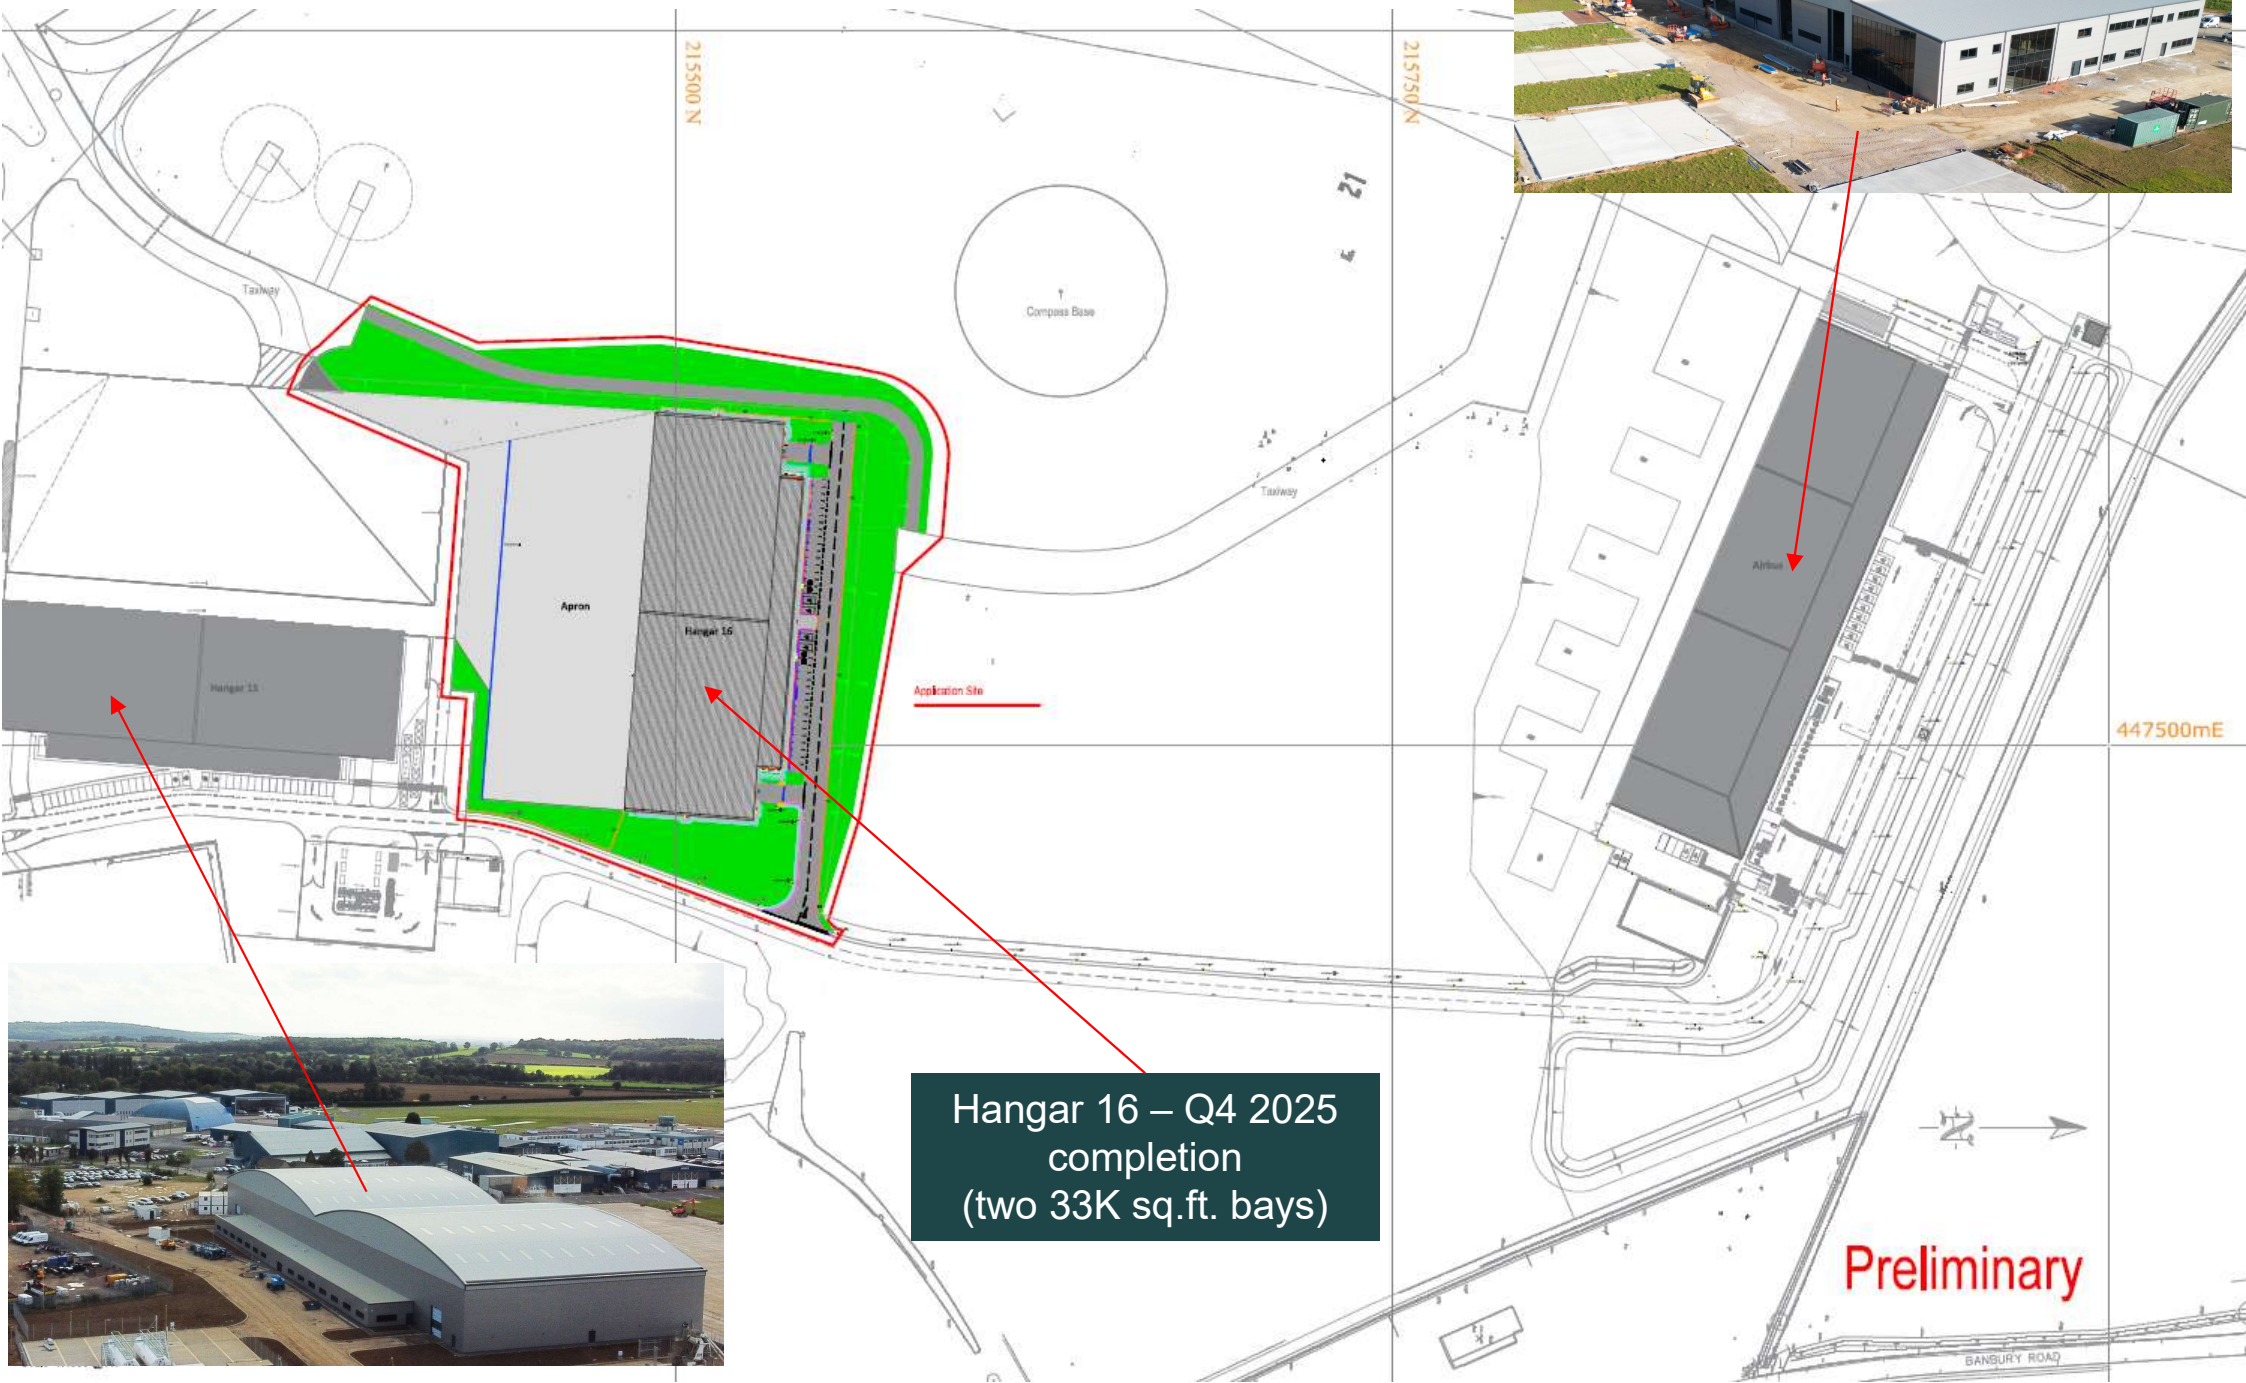 215500 N
215750 N
21
Taxiway
Compass Base
Taxiway
Airbus
Apron
Hangar 16
Hangar 13
Application Site
447500mE
Hangar 16 – Q4 2025
completion
(two 33K sq.ft. bays)
Preliminary
BANBURY ROAD